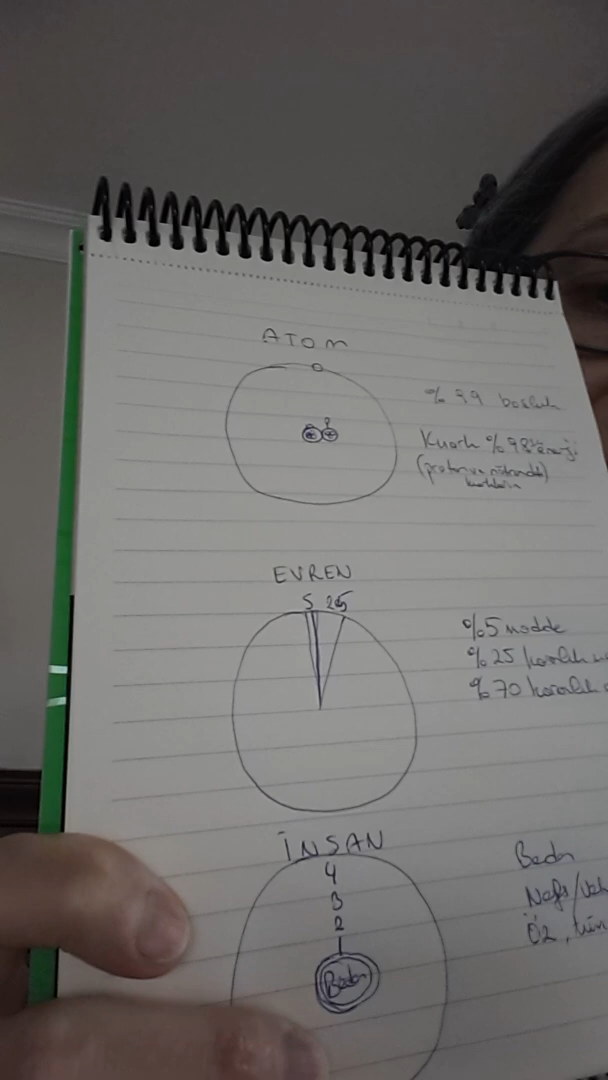 ATOM
% 99 boşluk
Kuark % 98 enerji
(proton ve nötrondaki)
EVREN
5 25
%5 madde
%25 karanlık
%70 karanlık
İNSAN
4
3
2
1
Beden
Beden
Nefs/
Öz,